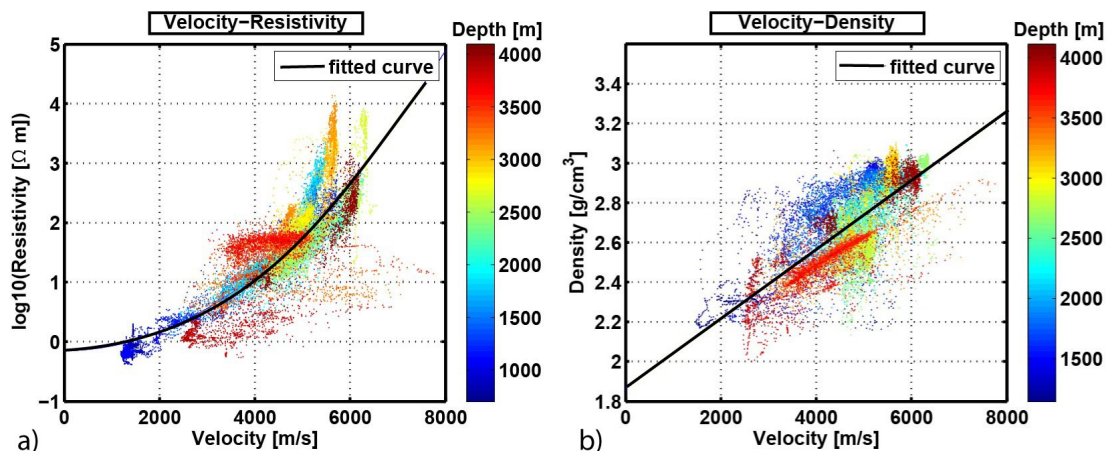 Velocity−Resistivity
Depth [m]
fitted curve
5
4
3
2
1
0
−1
log10(Resistivity [Ω m])
0 2000 4000 6000 8000
Velocity [m/s]
4000
3500
3000
2500
2000
1500
1000
a)
Velocity−Density
Depth [m]
fitted curve
3.4
3.2
3
2.8
2.6
2.4
2.2
2
1.8
Density [g/cm³]
0 2000 4000 6000 8000
Velocity [m/s]
4000
3500
3000
2500
2000
1500
b)